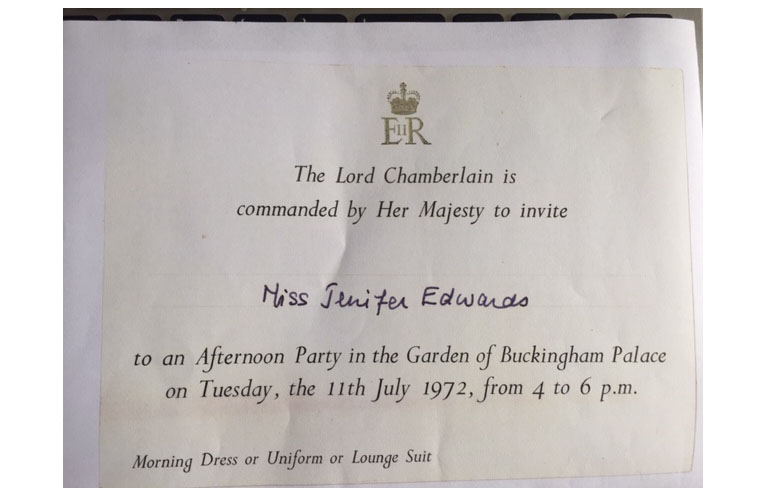 EIIR
The Lord Chamberlain is
commanded by Her Majesty to invite
Miss Jenifer Edwards
to an Afternoon Party in the Garden of Buckingham Palace
on Tuesday, the 11th July 1972, from 4 to 6 p.m.
Morning Dress or Uniform or Lounge Suit